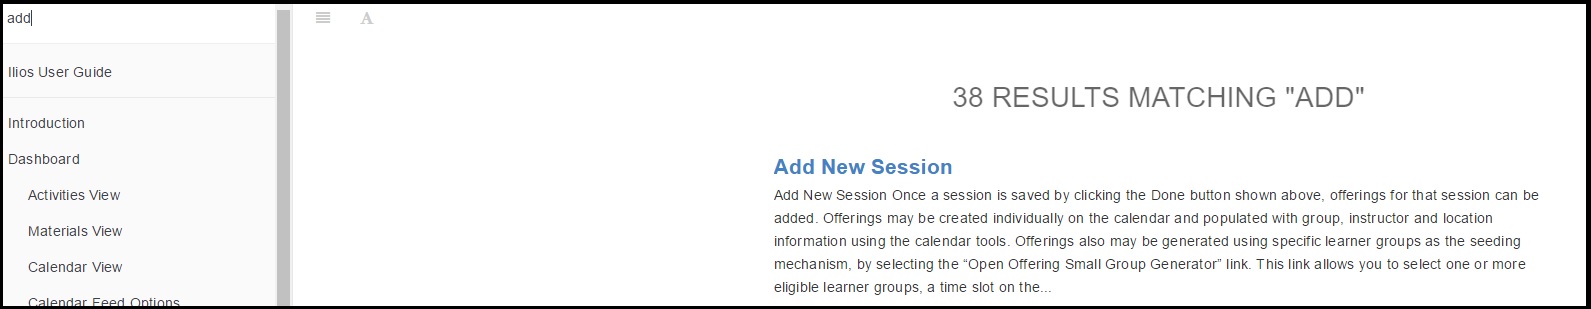 add
Ilios User Guide
Introduction
Dashboard
Activities View
Materials View
Calendar View
Calendar Feed Options
A
38 RESULTS MATCHING "ADD"
Add New Session
Add New Session Once a session is saved by clicking the Done button shown above, offerings for that session can be
added. Offerings may be created individually on the calendar and populated with group, instructor and location
information using the calendar tools. Offerings also may be generated using specific learner groups as the seeding
mechanism, by selecting the “Open Offering Small Group Generator” link. This link allows you to select one or more
eligible learner groups, a time slot on the...